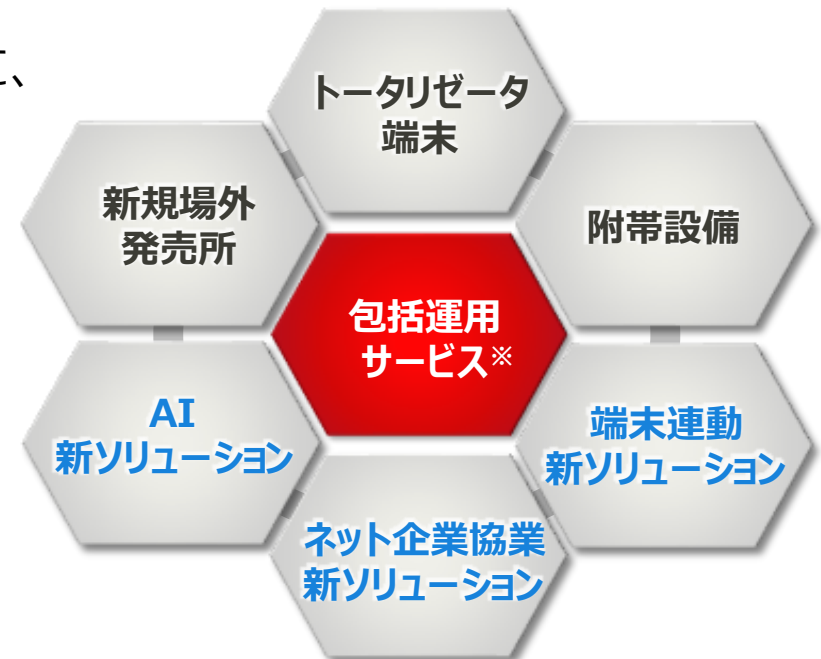 に、
トータリゼータ
端末
新規場外
発売所
附帯設備
包括運用
サービス※
AI
新ソリューション
端末連動
新ソリューション
ネット企業協業
新ソリューション